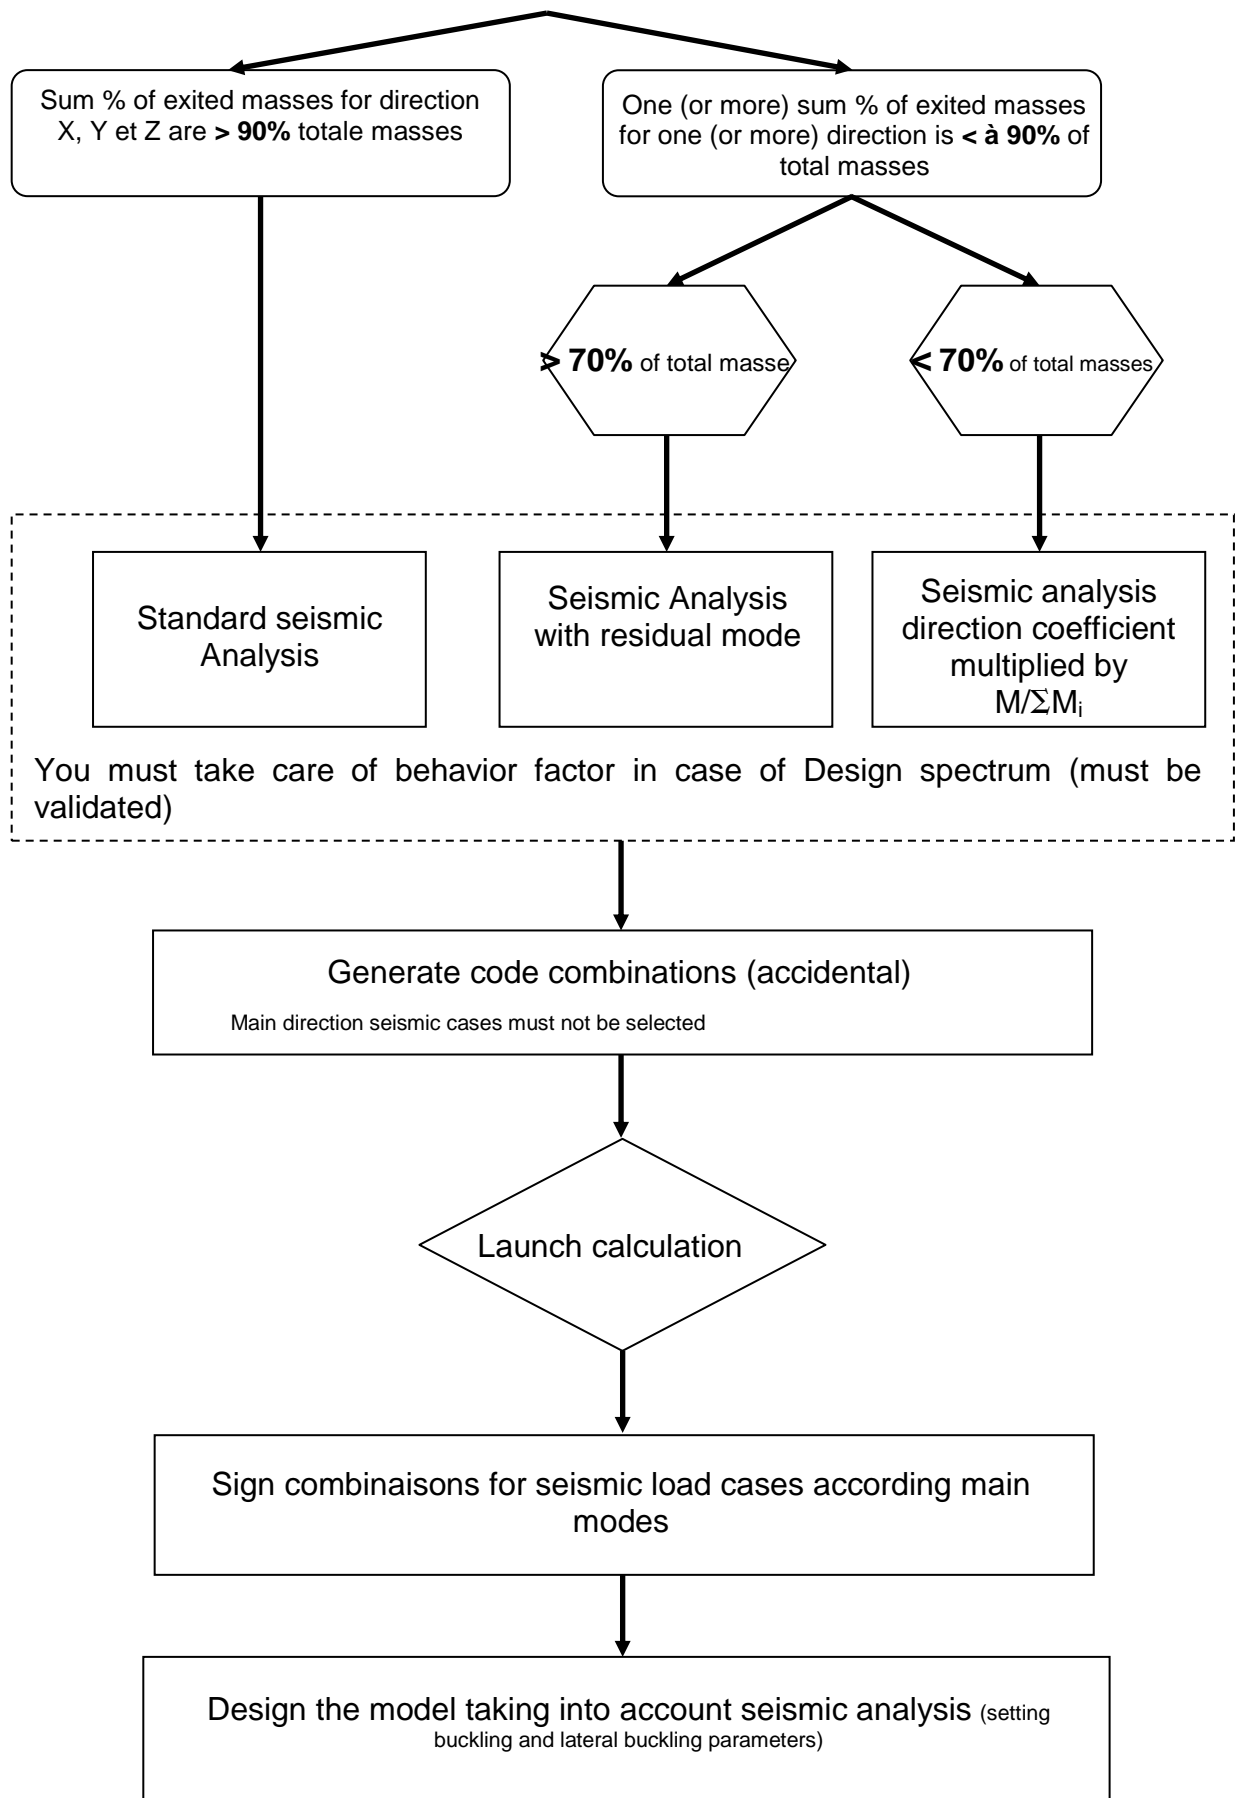 Sum % of exited masses for direction
X, Y et Z are > 90% totale masses
One (or more) sum % of exited masses
for one (or more) direction is < à 90% of
total masses
> 70% of total masse
< 70% of total masses
Standard seismic
Analysis
Seismic Analysis
with residual mode
Seismic analysis
direction coefficient
multiplied by
M/ΣMi
You must take care of behavior factor in case of Design spectrum (must be
validated)
Generate code combinations (accidental)
Main direction seismic cases must not be selected
Launch calculation
Sign combinaisons for seismic load cases according main
modes
Design the model taking into account seismic analysis (setting
buckling and lateral buckling parameters)